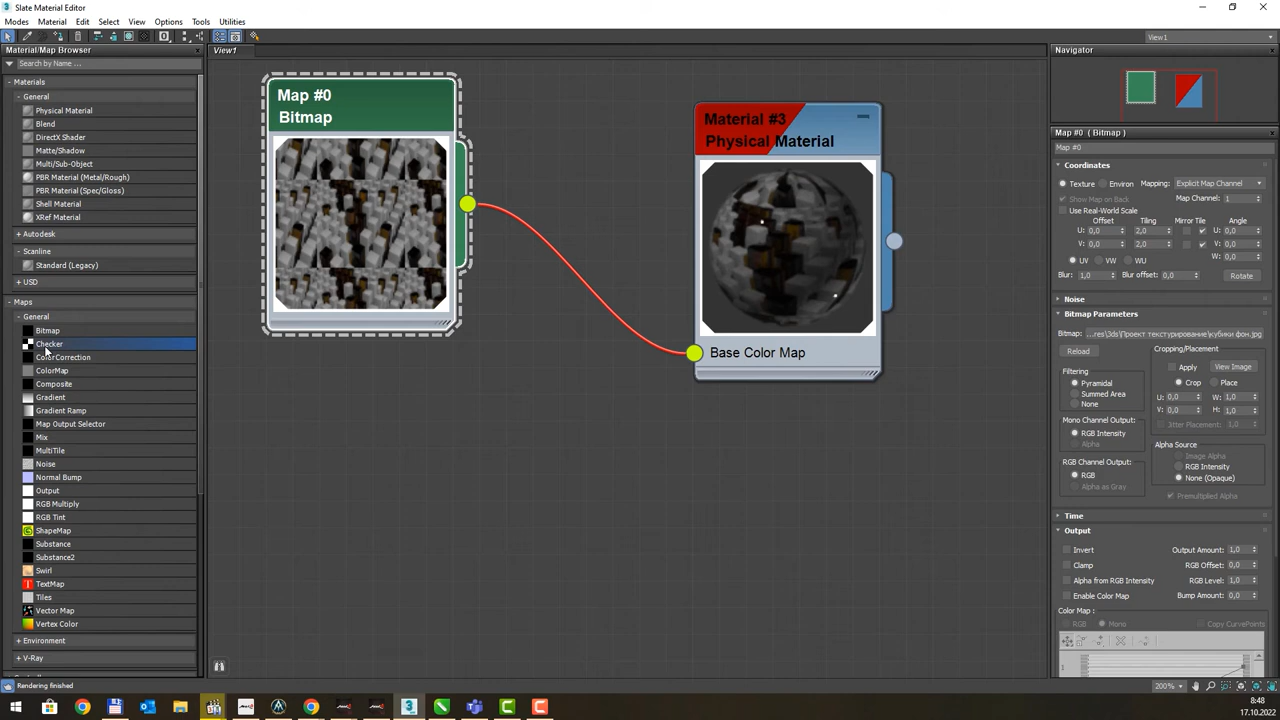 Slate Material Editor
Modes Material Edit Select View Options Tools Utilities
View1
Material/Map Browser
View1
Navigator
Search by Name ...
Materials
General
Physical Material
Blend
DirectX Shader
Matte/Shadow
Multi/Sub-Object
PBR Material (Metal/Rough)
PBR Material (Spec/Gloss)
Shell Material
XRef Material
Autodesk
Scanline
Standard (Legacy)
USD
Maps
General
Bitmap
Checker
ColorCorrection
ColorMap
Composite
Gradient
Gradient Ramp
Map Output Selector
Mix
MultiTile
Noise
Normal Bump
Output
RGB Multiply
RGB Tint
ShapeMap
Substance
Substance2
Swirl
TextMap
Tiles
Vector Map
Vertex Color
Environment
V-Ray
Map #0
Bitmap
Material #3
Physical Material
Base Color Map
Map #0 ( Bitmap )
Map #0
Coordinates
Texture Environ Mapping: Explicit Map Channel
Show Map on Back Map Channel: 1
Use Real-World Scale
Offset Tiling Mirror Tile Angle
U: 0,0 2,0 U: 0,0
V: 0,0 2,0 V: 0,0
UV VW WU W: 0,0
Blur: 1,0 Blur offset: 0,0 Rotate
Noise
Bitmap Parameters
Bitmap: ...res\3ds\Проект текстурирование\кубики фон.jpg
Reload
Cropping/Placement
Apply View Image
Crop Place
U: 0,0 W: 1,0
V: 0,0 H: 1,0
Jitter Placement: 1,0
Filtering
Pyramidal
Summed Area
None
Mono Channel Output:
RGB Intensity
Alpha
RGB Channel Output:
RGB
Alpha as Gray
Alpha Source
Image Alpha
RGB Intensity
None (Opaque)
Premultiplied Alpha
Time
Output
Invert Output Amount: 1,0
Clamp RGB Offset: 0,0
Alpha from RGB Intensity RGB Level: 1,0
Enable Color Map Bump Amount: 0,0
Color Map :
RGB Mono Copy CurvePoints
1
Rendering finished
200%
8:48
17.10.2022